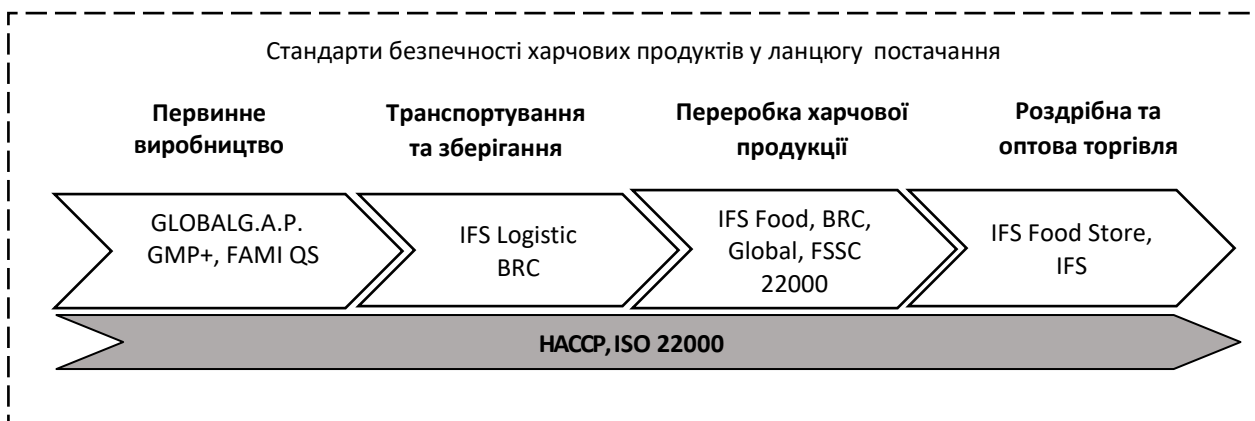 Стандарти безпечності харчових продуктів у ланцюгу постачання
Первинне
виробництво
Транспортування
та зберігання
Переробка харчової
продукції
Роздрібна та
оптова торгівля
GLOBALG.A.P.
GMP+, FAMI QS
IFS Logistic
BRC
IFS Food, BRC,
Global, FSSC
22000
IFS Food Store,
IFS
HACCP, ISO 22000